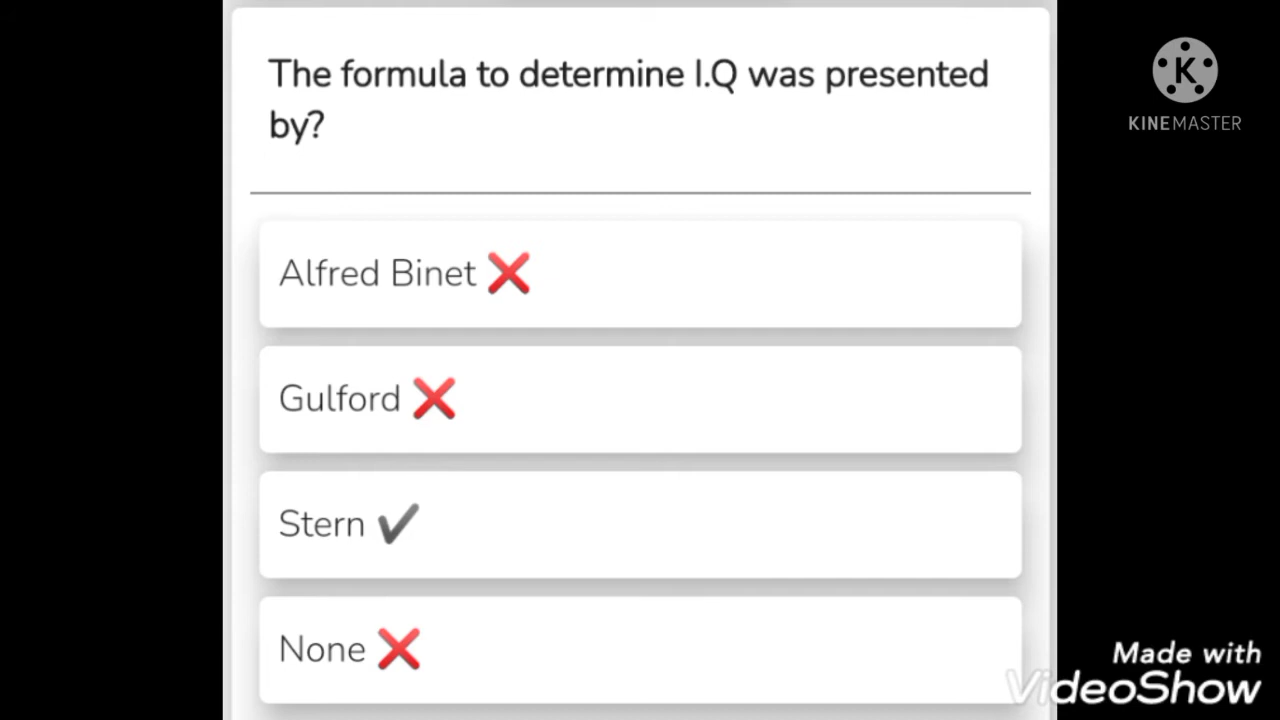 The formula to determine I.Q was presented
by?
Alfred Binet ❌
Gulford ❌
Stern ✔
None ❌
K
KINEMASTER
Made with
VideoShow